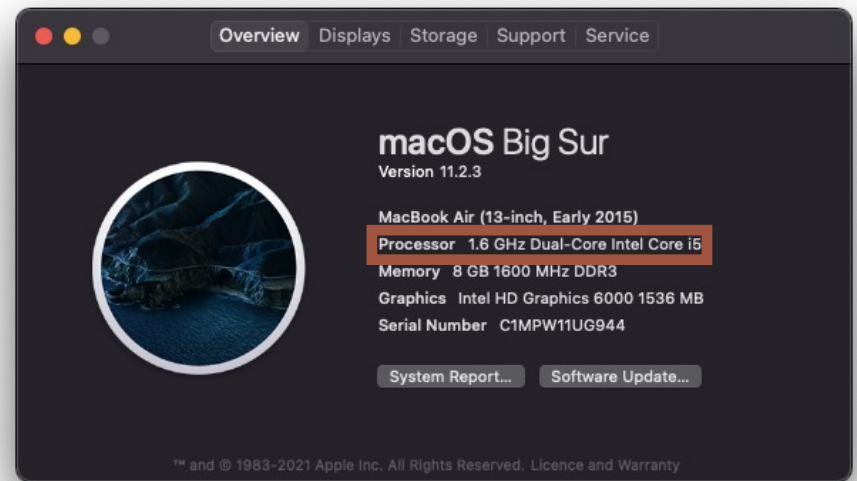 Overview Displays Storage Support Service
macOS Big Sur
Version 11.2.3
MacBook Air (13-inch, Early 2015)
Processor 1.6 GHz Dual-Core Intel Core i5
Memory 8 GB 1600 MHz DDR3
Graphics Intel HD Graphics 6000 1536 MB
Serial Number C1MPW11UG944
System Report... Software Update...
™ and © 1983-2021 Apple Inc. All Rights Reserved. Licence and Warranty